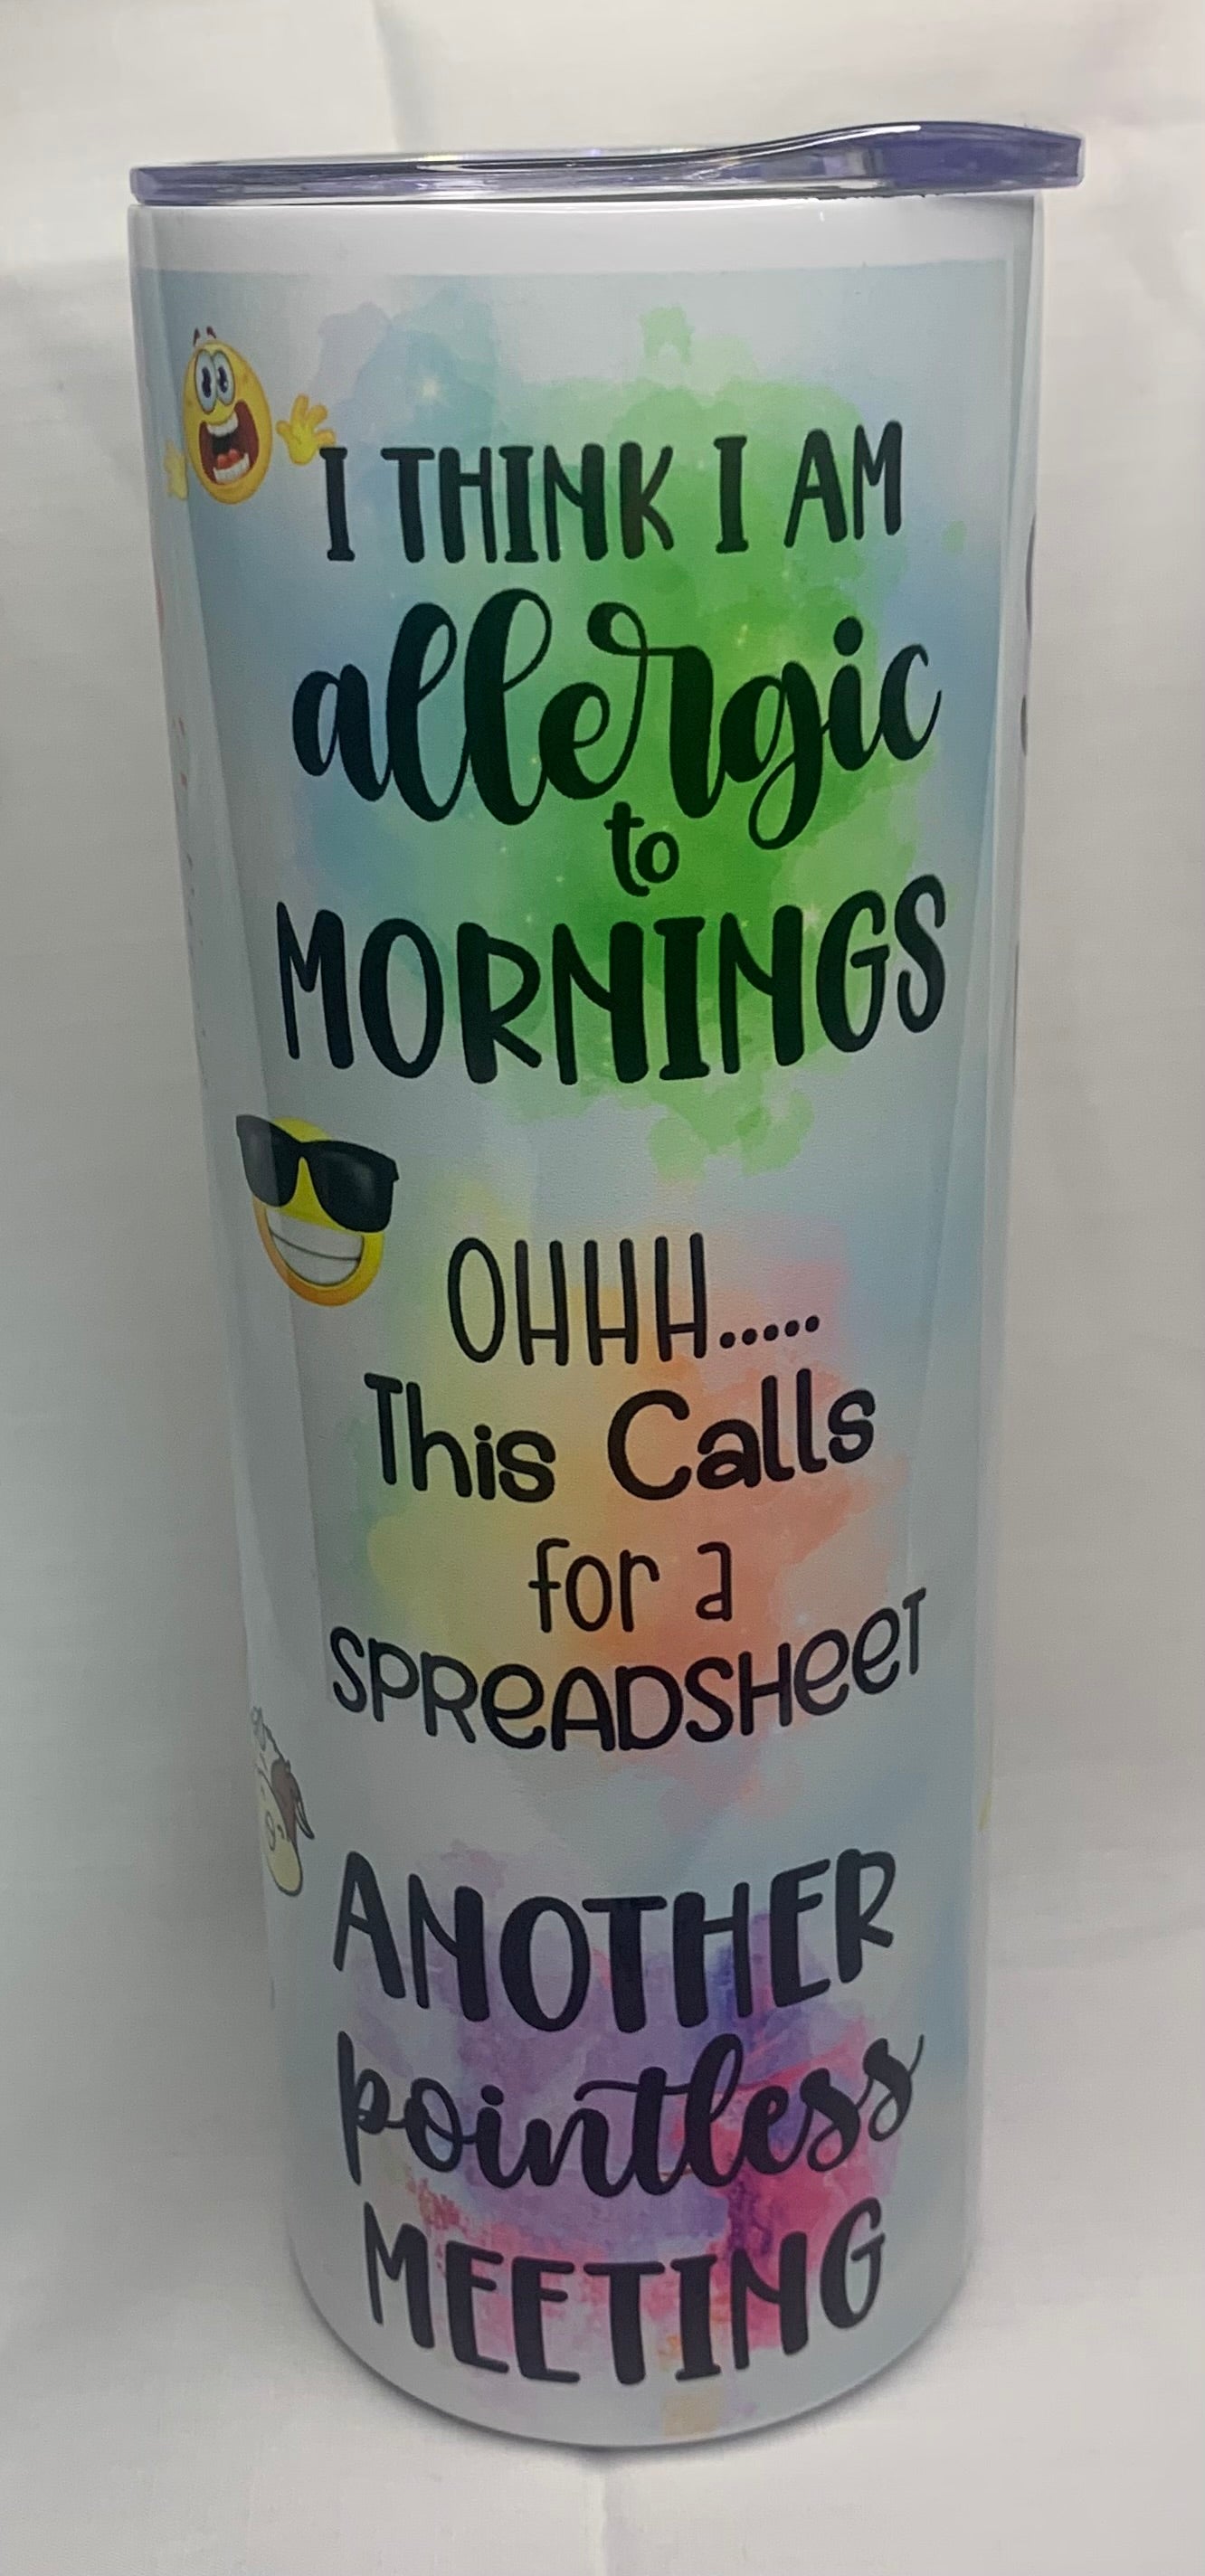 I THINK I AM
allergic
to
MORNINGS
OHHH.....
This Calls
for a
SPREADSHEET
ANOTHER
pointless
MEETING